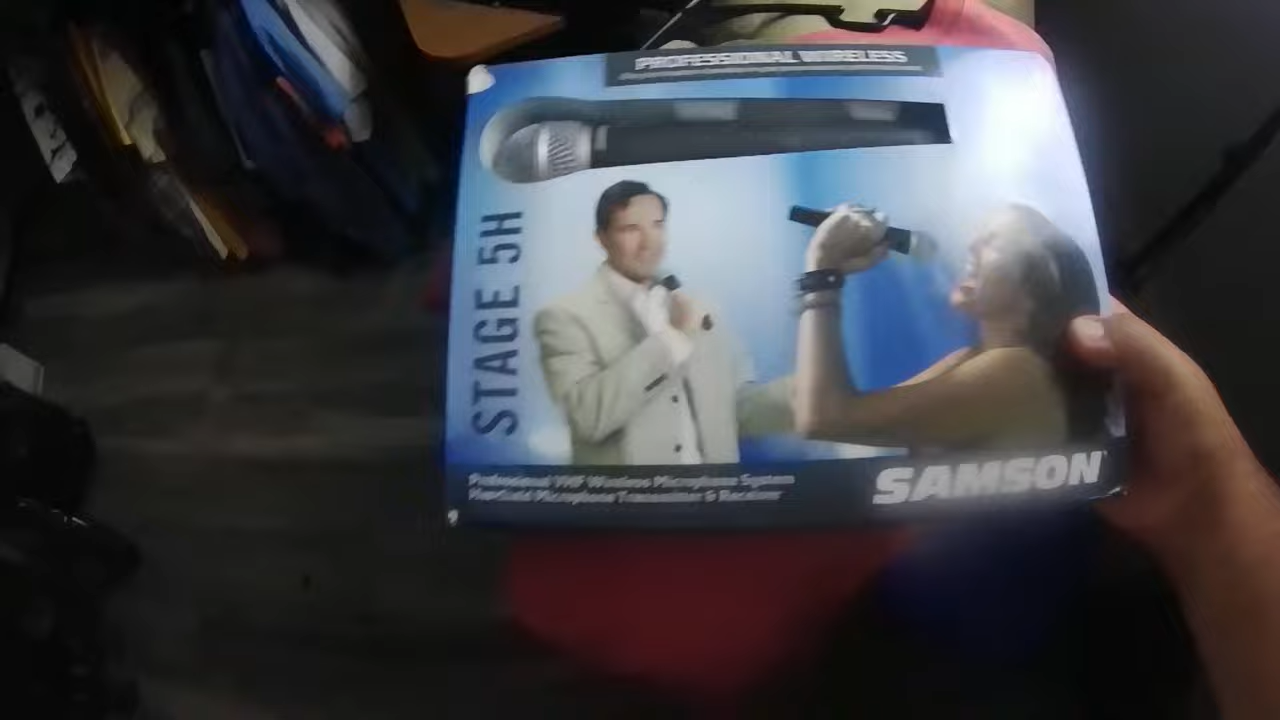 PROFESSIONAL WIRELESS
STAGE 5H
Professional VHF Wireless Microphone System
Handheld Microphone Transmitter & Receiver
SAMSON